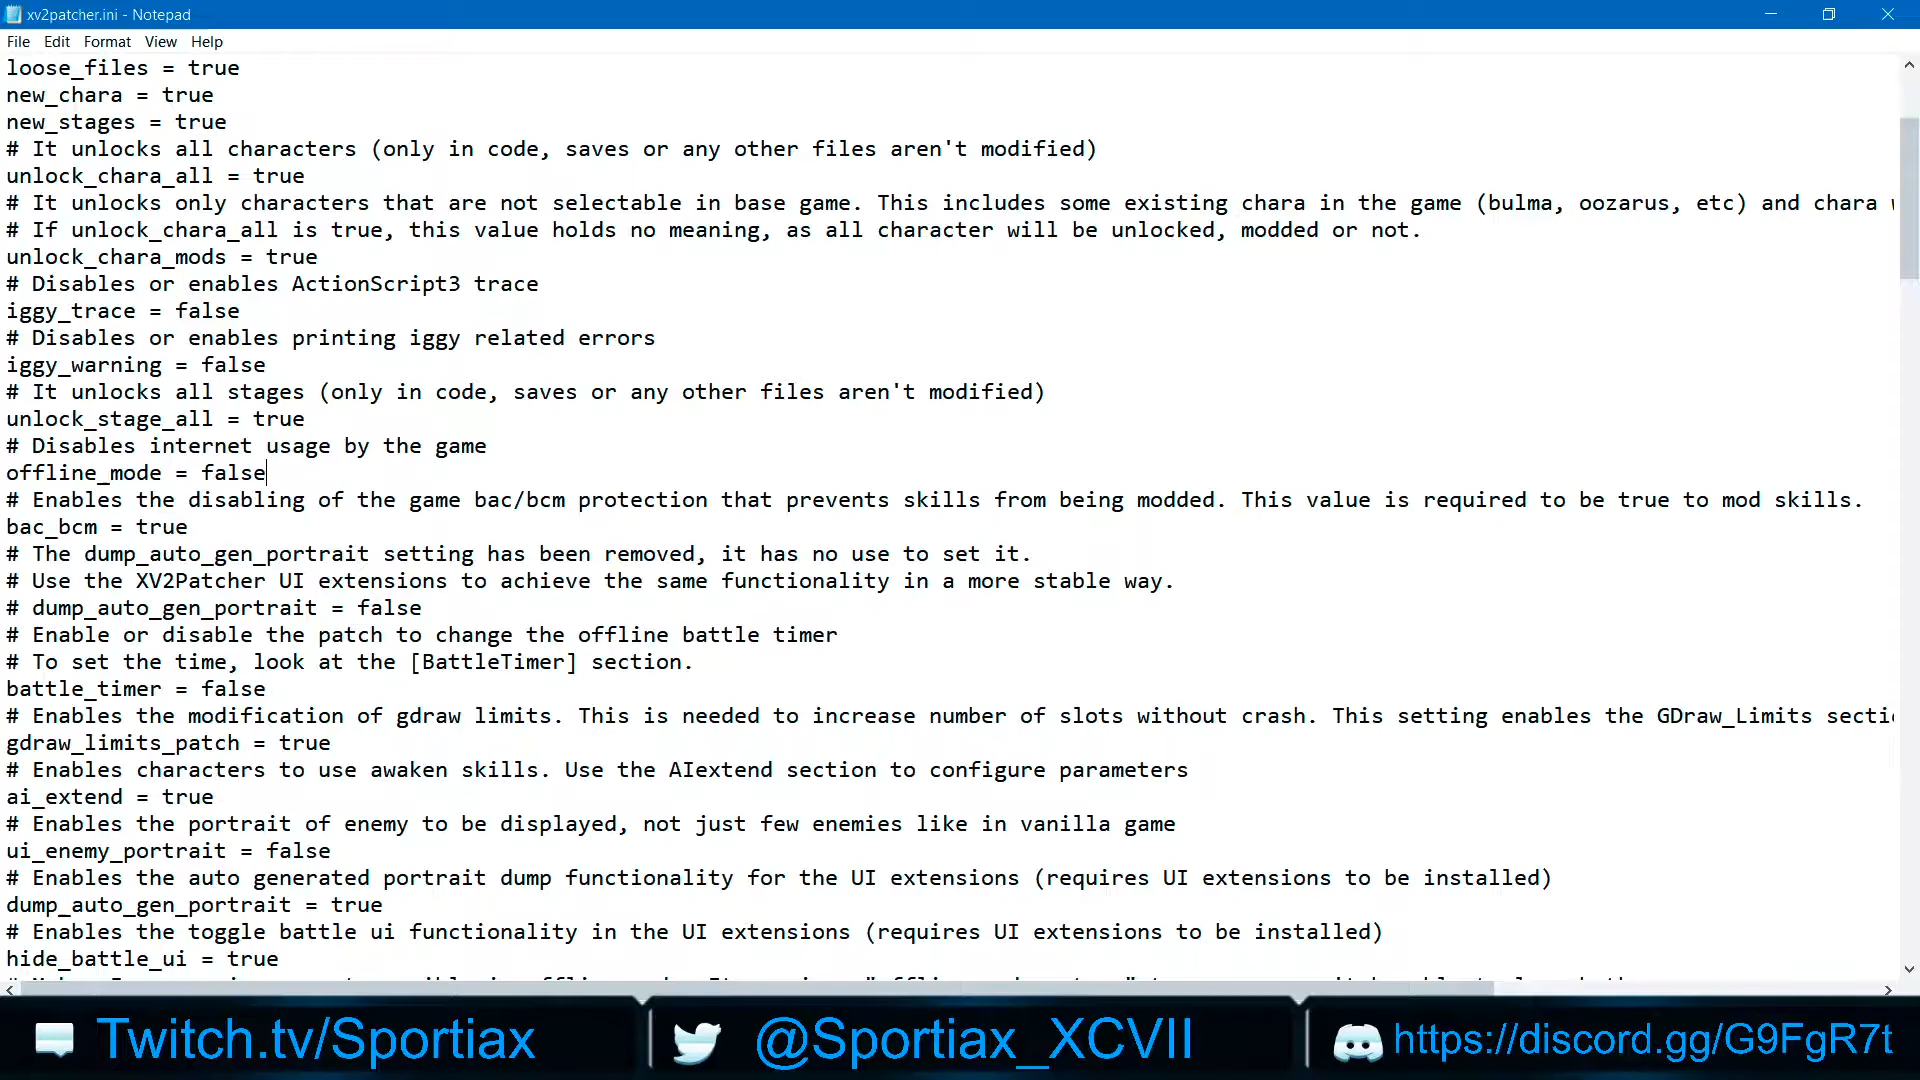 xv2patcher.ini - Notepad
File Edit Format View Help
loose_files = true
new_chara = true
new_stages = true
# It unlocks all characters (only in code, saves or any other files aren't modified)
unlock_chara_all = true
# It unlocks only characters that are not selectable in base game. This includes some existing chara in the game (bulma, oozarus, etc) and chara
# If unlock_chara_all is true, this value holds no meaning, as all character will be unlocked, modded or not.
unlock_chara_mods = true
# Disables or enables ActionScript3 trace
iggy_trace = false
# Disables or enables printing iggy related errors
iggy_warning = false
# It unlocks all stages (only in code, saves or any other files aren't modified)
unlock_stage_all = true
# Disables internet usage by the game
offline_mode = false
# Enables the disabling of the game bac/bcm protection that prevents skills from being modded. This value is required to be true to mod skills.
bac_bcm = true
# The dump_auto_gen_portrait setting has been removed, it has no use to set it.
# Use the XV2Patcher UI extensions to achieve the same functionality in a more stable way.
# dump_auto_gen_portrait = false
# Enable or disable the patch to change the offline battle timer
# To set the time, look at the [BattleTimer] section.
battle_timer = false
# Enables the modification of gdraw limits. This is needed to increase number of slots without crash. This setting enables the GDraw_Limits secti
gdraw_limits_patch = true
# Enables characters to use awaken skills. Use the AIextend section to configure parameters
ai_extend = true
# Enables the portrait of enemy to be displayed, not just few enemies like in vanilla game
ui_enemy_portrait = false
# Enables the auto generated portrait dump functionality for the UI extensions (requires UI extensions to be installed)
dump_auto_gen_portrait = true
# Enables the toggle battle ui functionality in the UI extensions (requires UI extensions to be installed)
hide_battle_ui = true
Twitch.tv/Sportiax
@Sportiax_XCVII
https://discord.gg/G9FgR7t